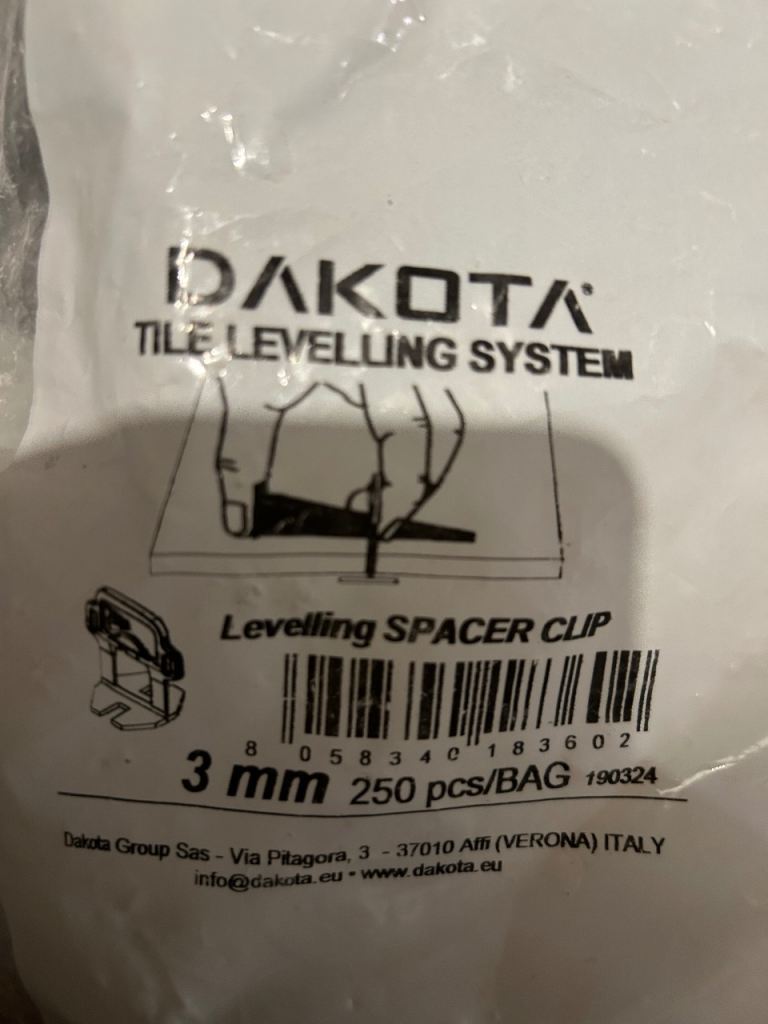 DAKOTA®
TILE LEVELLING SYSTEM
Levelling SPACER CLIP
8 058340 183602
3 mm 250 pcs/BAG 190324
Dakota Group Sas - Via Pitagora, 3 - 37010 Affi (VERONA) ITALY
info@dakota.eu • www.dakota.eu